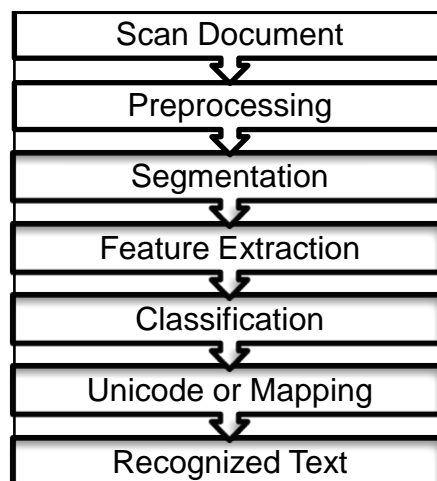 Scan Document
Preprocessing
Segmentation
Feature Extraction
Classification
Unicode or Mapping
Recognized Text